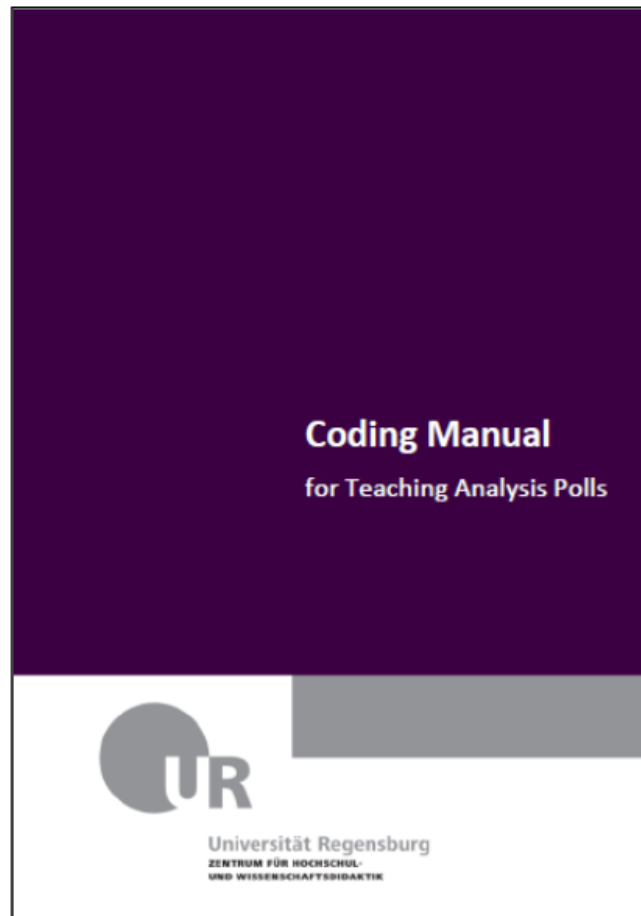 Coding Manual
for Teaching Analysis Polls
UR
Universität Regensburg
ZENTRUM FÜR HOCHSCHUL-
UND WISSENSCHAFTSDIDAKTIK